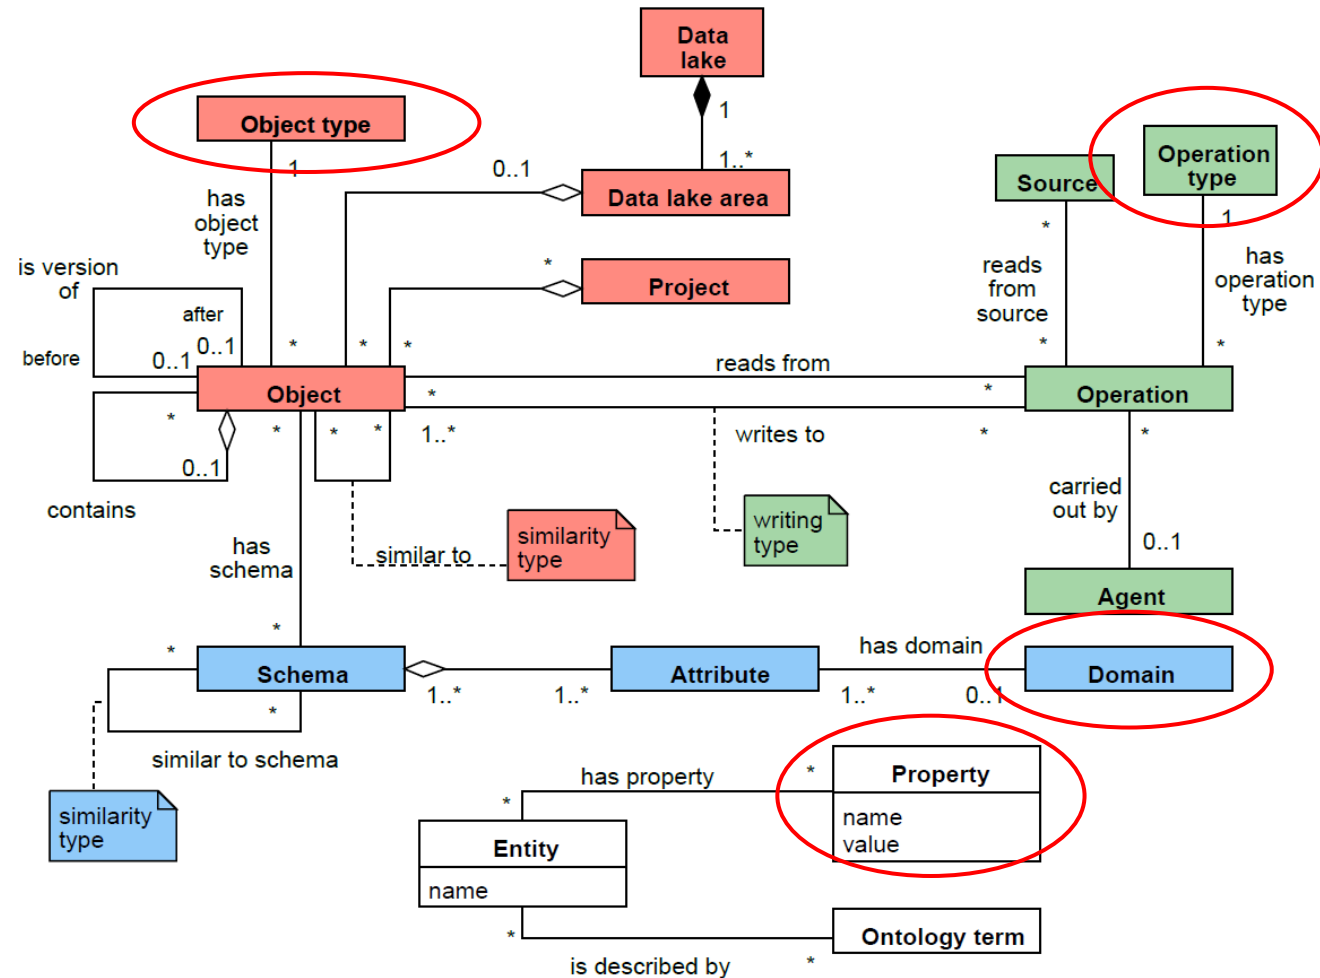 Data
lake
1
1..*
Object type
1
has
object
type
0..1
Data lake area
Source
*
Operation
type
1
reads
from
source
has
operation
type
*
Project
is version
of
after
before
0..1
0..1
*
*
*
*
*
Object
reads from
Operation
*
*
*
0..1
contains
*
*
*
1..*
writes to
*
*
writing
type
similar to
similarity
type
carried
out by
0..1
Agent
has
schema
*
*
Schema
*
similar to schema
similarity
type
1..*
1..*
Attribute
has domain
1..*
0..1
Domain
has property
*
*
Property
name
value
Entity
name
*
is described by
*
Ontology term